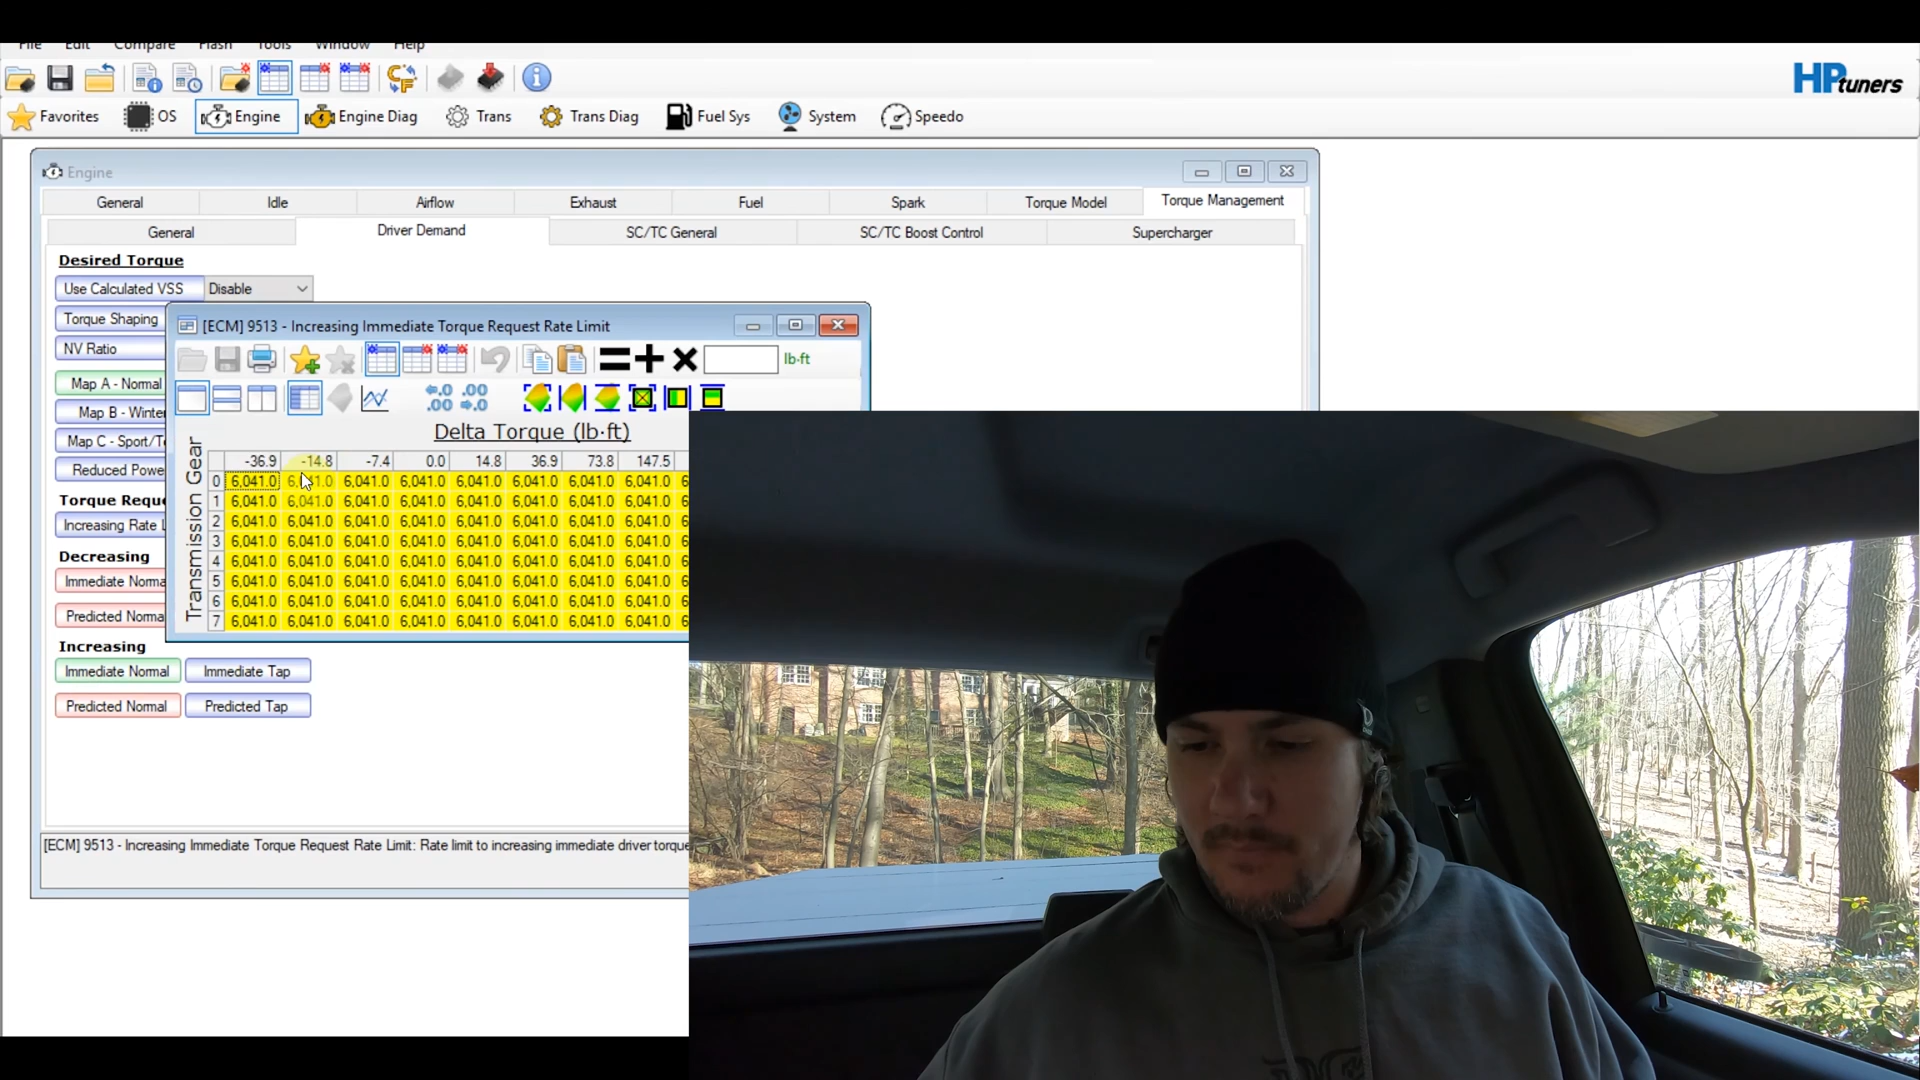 File Edit Compare Flash Tools Window Help
HPtuners
Favorites OS Engine Engine Diag Trans Trans Diag Fuel Sys System Speedo
Engine
General Idle Airflow Exhaust Fuel Spark Torque Model Torque Management
General Driver Demand SC/TC General SC/TC Boost Control Supercharger
Desired Torque
Use Calculated VSS Disable
Torque Shaping
NV Ratio
Map A - Normal
Map B - Winter
Map C - Sport/T
Reduced Powe
Torque Requ
Increasing Rate L
Decreasing
Immediate Norma
Predicted Norma
Increasing
Immediate Normal Immediate Tap
Predicted Normal Predicted Tap
[ECM] 9513 - Increasing Immediate Torque Request Rate Limit
lb·ft
Delta Torque (lb·ft)
Transmission Gear
-36.9 -14.8 -7.4 0.0 14.8 36.9 73.8 147.5
0 6,041.0 6,041.0 6,041.0 6,041.0 6,041.0 6,041.0 6,041.0 6
1 6,041.0 6,041.0 6,041.0 6,041.0 6,041.0 6,041.0 6,041.0 6,041.0 6
2 6,041.0 6,041.0 6,041.0 6,041.0 6,041.0 6,041.0 6,041.0 6,041.0 6
3 6,041.0 6,041.0 6,041.0 6,041.0 6,041.0 6,041.0 6,041.0 6,041.0 6
4 6,041.0 6,041.0 6,041.0 6,041.0 6,041.0 6,041.0 6,041.0 6,041.0 6
5 6,041.0 6,041.0 6,041.0 6,041.0 6,041.0 6,041.0 6,041.0 6,041.0 6
6 6,041.0 6,041.0 6,041.0 6,041.0 6,041.0 6,041.0 6,041.0 6,041.0 6
7 6,041.0 6,041.0 6,041.0 6,041.0 6,041.0 6,041.0 6,041.0 6,041.0 6
[ECM] 9513 - Increasing Immediate Torque Request Rate Limit: Rate limit to increasing immediate driver torque